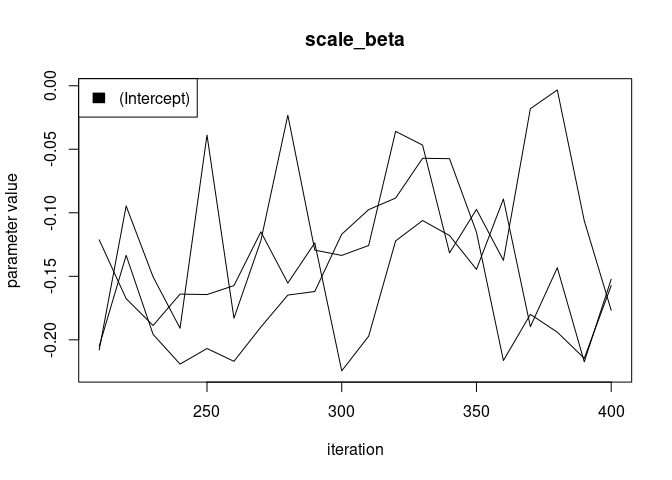 scale_beta
(Intercept)
parameter value
0.00
-0.05
-0.10
-0.15
-0.20
250 300 350 400
iteration